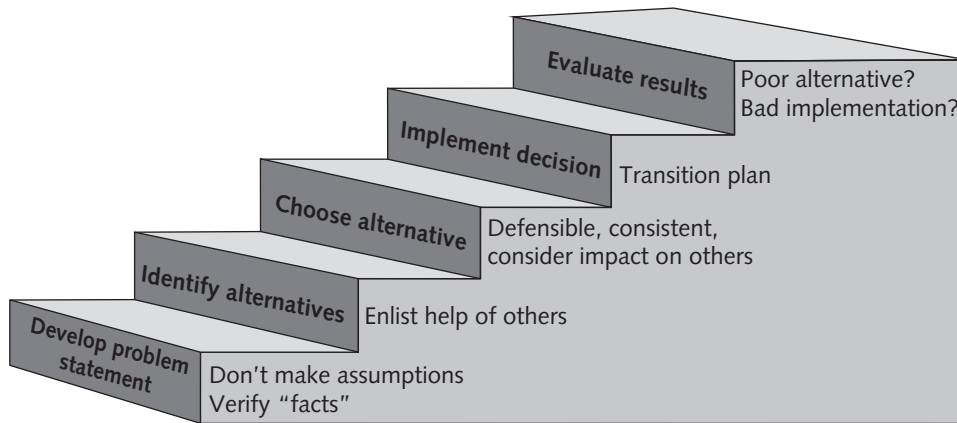 Evaluate results
Poor alternative?
Bad implementation?
Implement decision
Transition plan
Choose alternative
Defensible, consistent,
consider impact on others
Identify alternatives
Enlist help of others
Develop problem
statement
Don't make assumptions
Verify “facts”